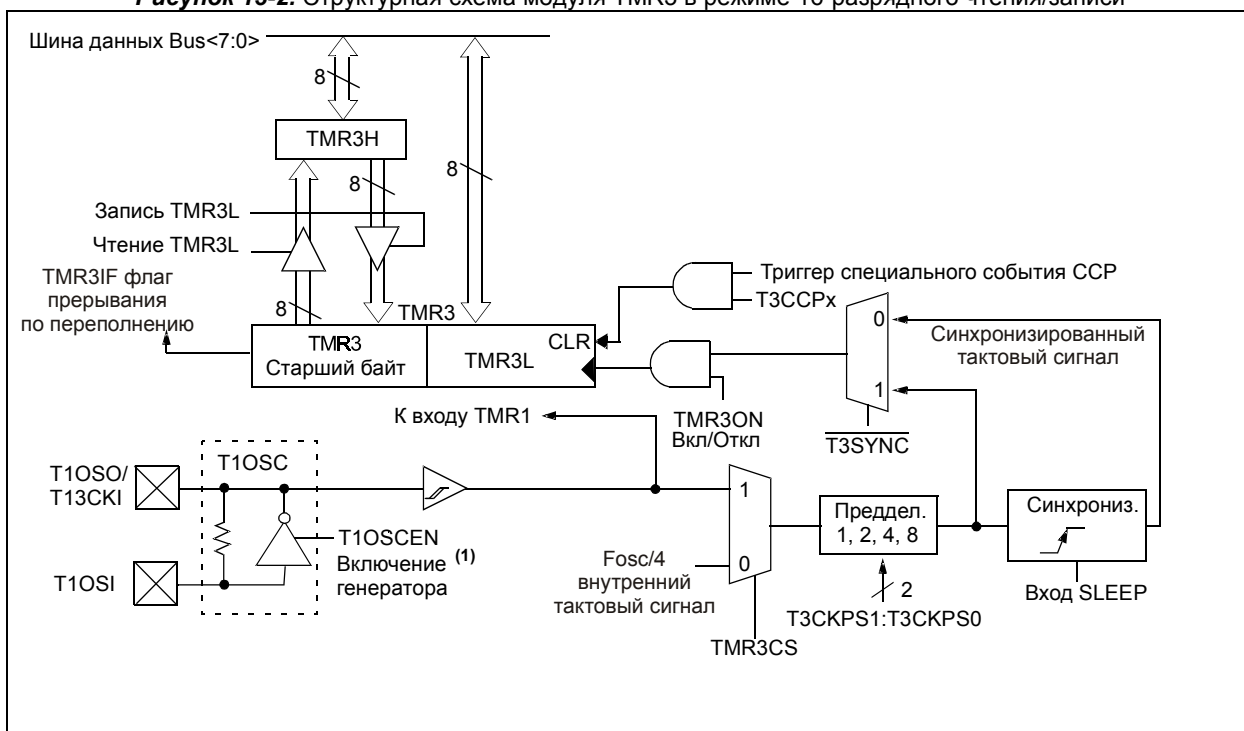 Рисунок 13-2. Структурная схема модуля TMR3 в режиме 16-разрядного чтения/записи
Шина данных Bus<7:0>
8
TMR3H
8
8
Запись TMR3L
Чтение TMR3L
TMR3IF флаг
прерывания
по переполнению
8
TMR3
TMR3
Старший байт
TMR3L
CLR
Триггер специального события CCP
T3CCPx
0
1
Синхронизированный
тактовый сигнал
TMR3ON
Вкл/Откл
T3SYNC
К входу TMR1
T1OSC
T1OSO/
T13CKI
T1OSI
T1OSCEN
Включение (1)
генератора
1
0
Fosc/4
внутренний
тактовый сигнал
TMR3CS
Преддел.
1, 2, 4, 8
2
T3CKPS1:T3CKPS0
Синхрониз.
Вход SLEEP